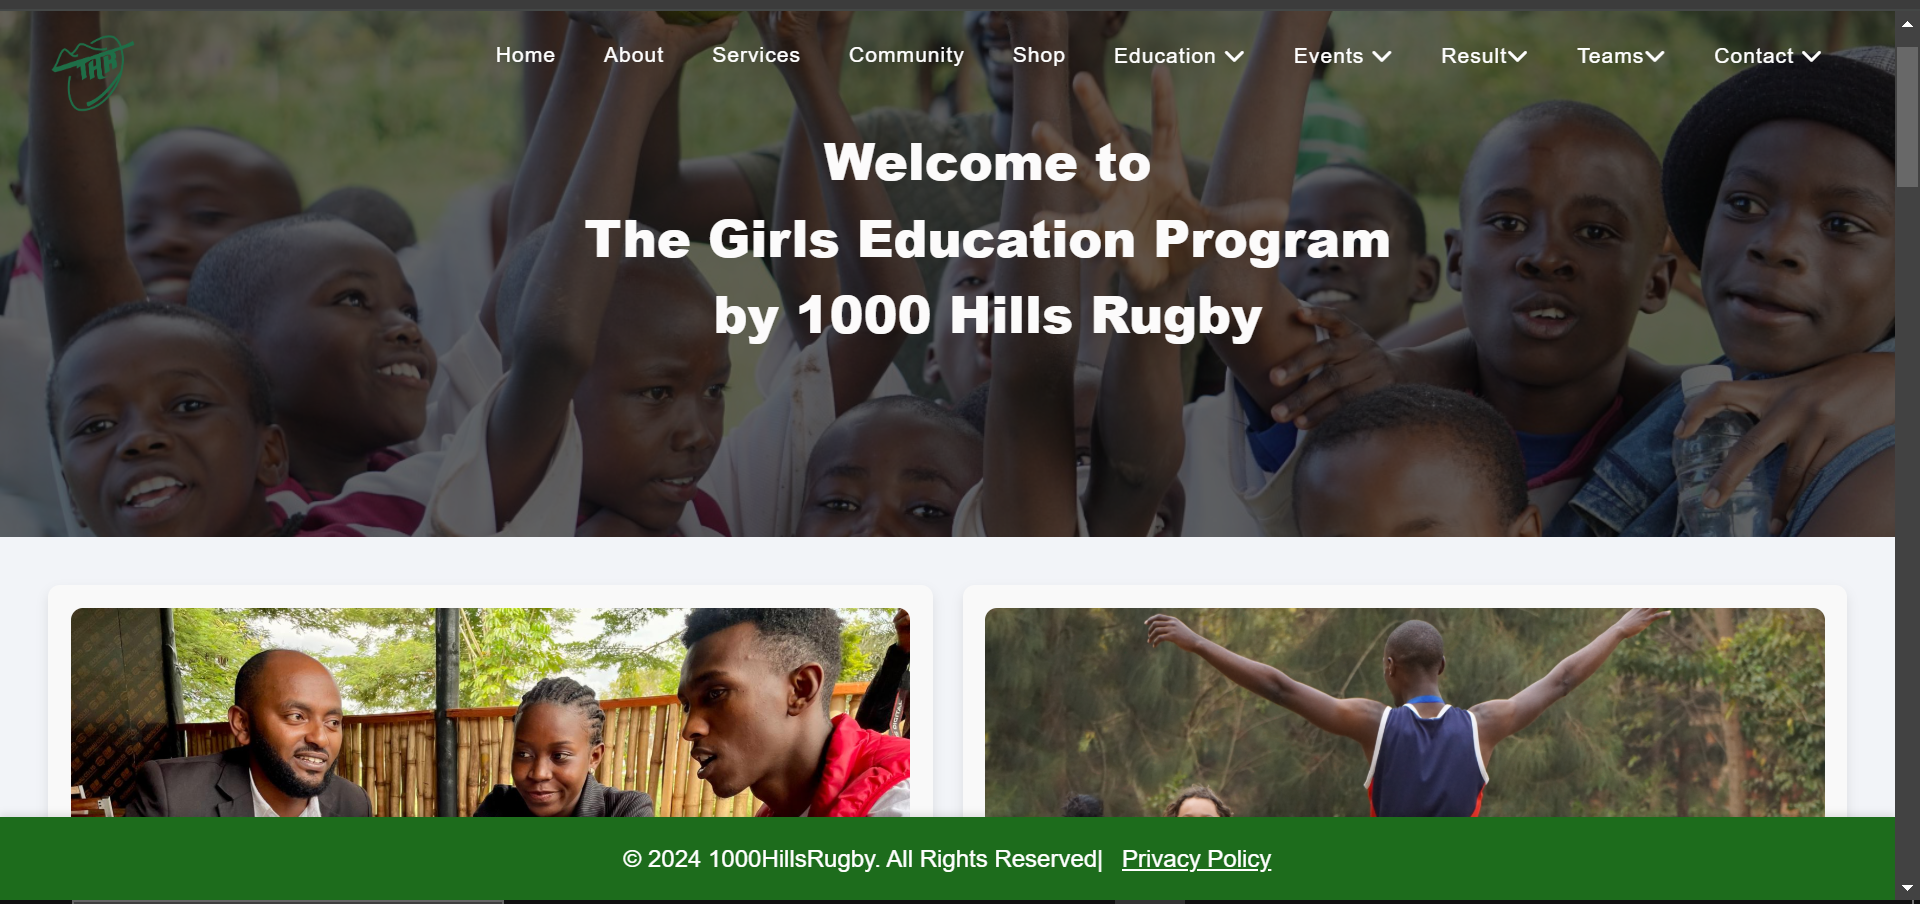 THR
Home About Services Community Shop Education Events Result Teams Contact
Welcome to
The Girls Education Program
by 1000 Hills Rugby
© 2024 1000HillsRugby. All Rights Reserved| Privacy Policy